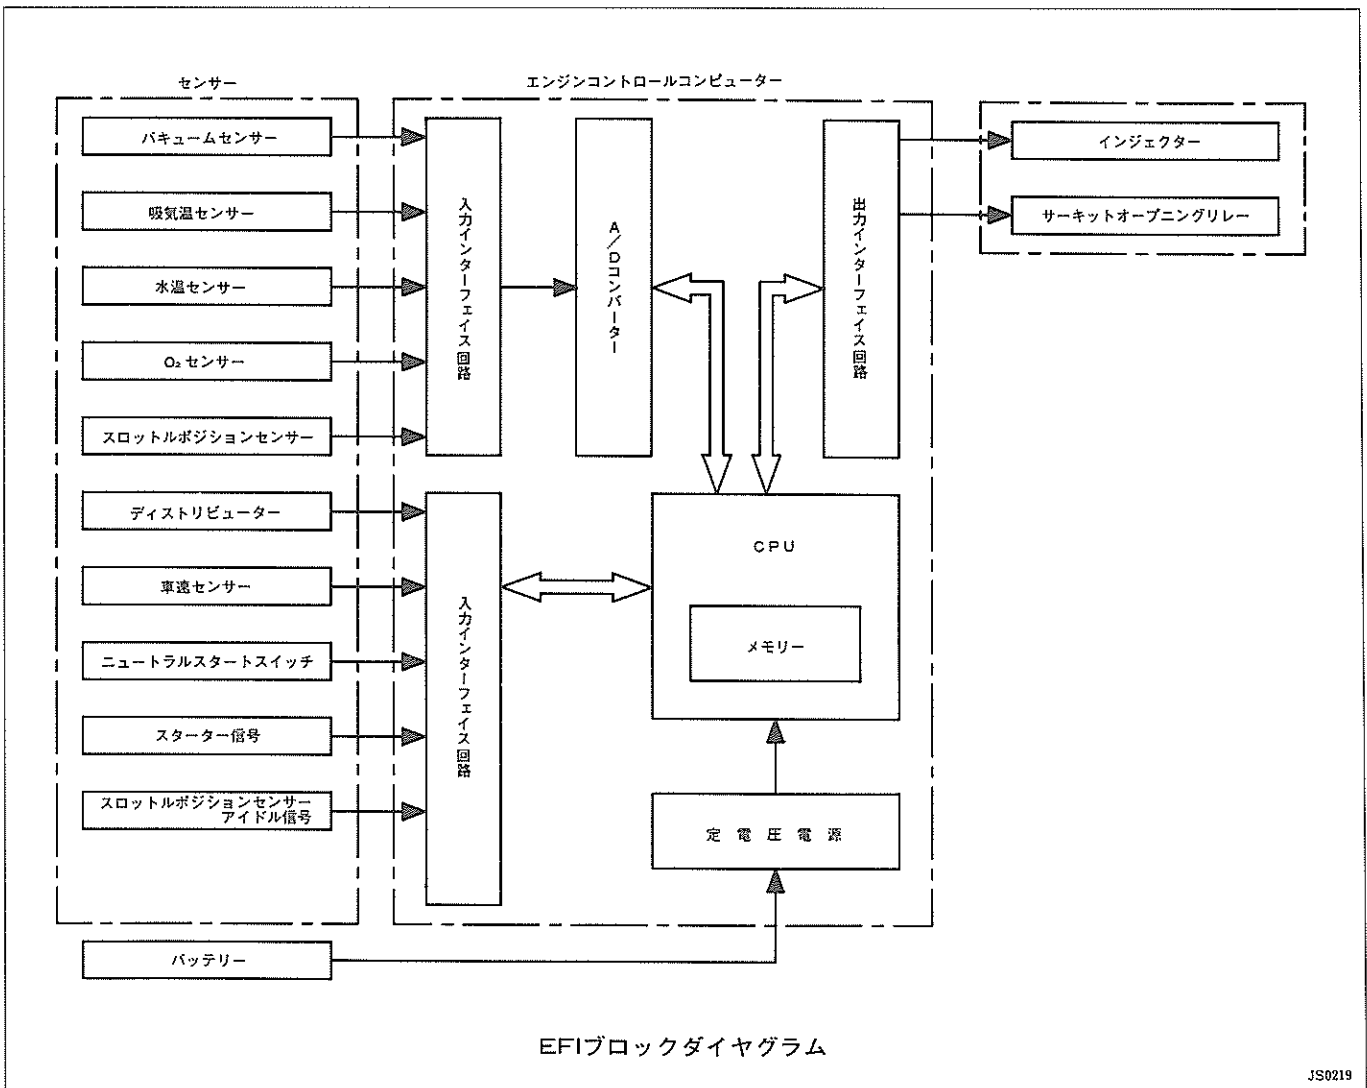 センサー
エンジンコントロールコンピューター
バキュームセンサー
吸気温センサー
水温センサー
O₂センサー
スロットルポジションセンサー
ディストリビューター
車速センサー
ニュートラルスタートスイッチ
スターター信号
スロットルポジションセンサー
アイドル信号
バッテリー
入力インターフェイス回路
入力インターフェイス回路
A/Dコンバーター
CPU
メモリー
定電圧電源
出力インターフェイス回路
インジェクター
サーキットオープニングリレー
EFIブロックダイヤグラム
JS0219